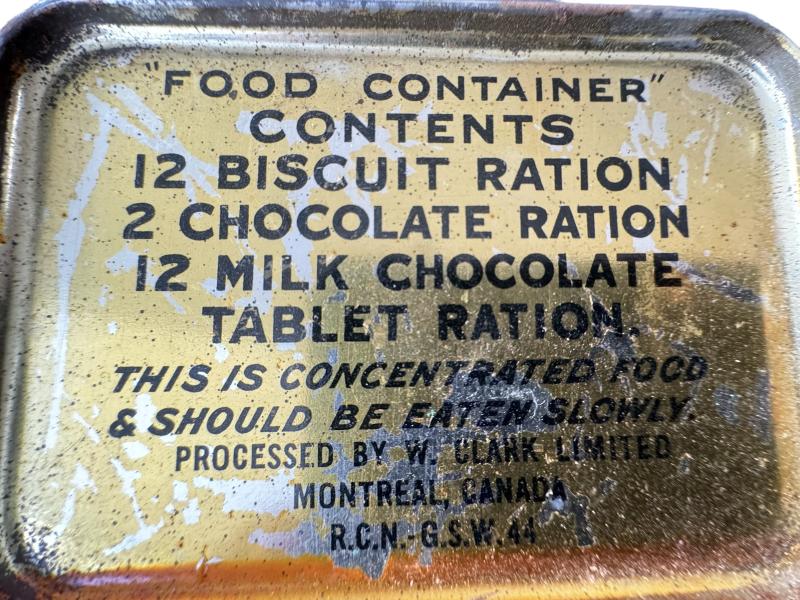 "FOOD CONTAINER"
CONTENTS
12 BISCUIT RATION
2 CHOCOLATE RATION
12 MILK CHOCOLATE
TABLET RATION.
THIS IS CONCENTRATED FOOD
& SHOULD BE EATEN SLOWLY.
PROCESSED BY W. CLARK LIMITED
MONTREAL, CANADA
R.C.N.-G.S.W. 44